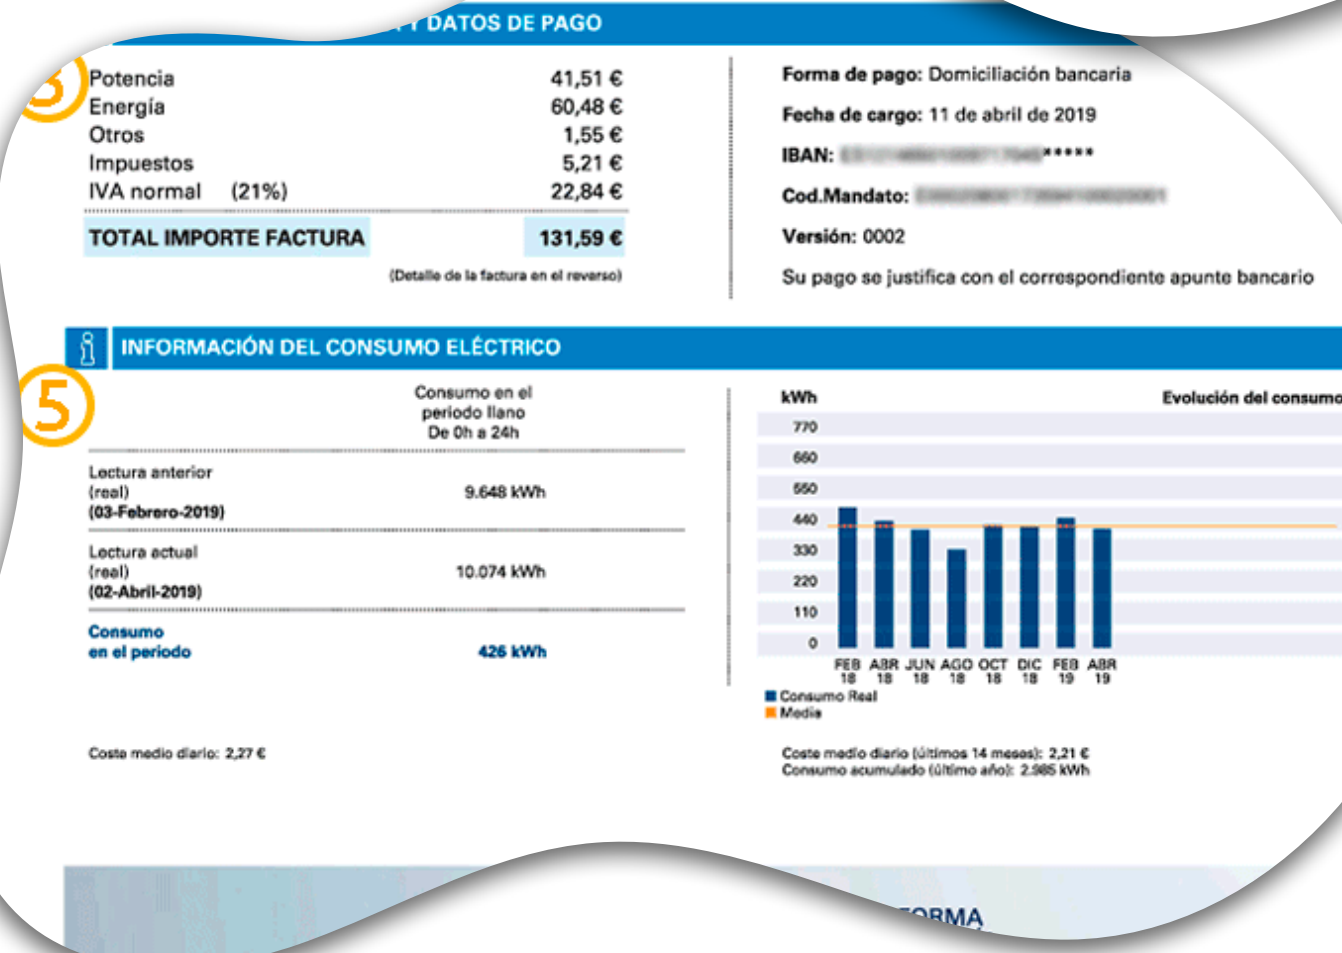 Y DATOS DE PAGO
3
Potencia 41,51 €
Energía 60,48 €
Otros 1,55 €
Impuestos 5,21 €
IVA normal (21%) 22,84 €
TOTAL IMPORTE FACTURA 131,59 €
(Detalle de la factura en el reverso)
Forma de pago: Domiciliación bancaria
Fecha de cargo: 11 de abril de 2019
IBAN: *****
Cod.Mandato:
Versión: 0002
Su pago se justifica con el correspondiente apunte bancario
INFORMACIÓN DEL CONSUMO ELÉCTRICO
5
Consumo en el
periodo llano
De 0h a 24h
Lectura anterior
(real) 9.648 kWh
(03-Febrero-2019)
Lectura actual
(real) 10.074 kWh
(02-Abril-2019)
Consumo
en el periodo 426 kWh
Coste medio diario: 2,27 €
kWh Evolución del consumo
770
660
550
440
330
220
110
0
FEB ABR JUN AGO OCT DIC FEB ABR
18 18 18 18 18 18 19 19
Consumo Real
Media
Coste medio diario (últimos 14 meses): 2,21 €
Consumo acumulado (último año): 2.985 kWh
FORMA